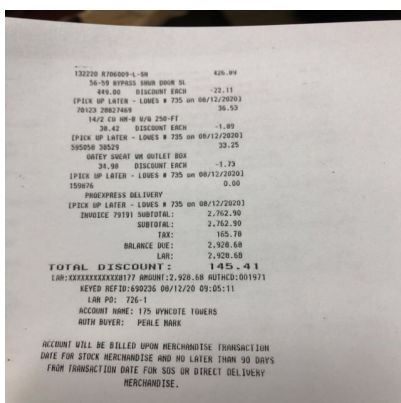 132220 R706009-L-SH 426.89
56-59 BYPASS SHWR DOOR SL
449.00 DISCOUNT EACH -22.11
[PICK UP LATER - LOWES # 735 on 08/12/2020]
70123 28827469 36.53
14/2 CU NM-B W/G 250-FT
38.42 DISCOUNT EACH -1.89
[PICK UP LATER - LOWES # 735 on 08/12/2020]
595058 38529 33.25
OATEY SWEAT WM OUTLET BOX
34.98 DISCOUNT EACH -1.73
[PICK UP LATER - LOWES # 735 on 08/12/2020]
159876 0.00
PROEXPRESS DELIVERY
[PICK UP LATER - LOWES # 735 on 08/12/2020]
INVOICE 79191 SUBTOTAL: 2,762.90
SUBTOTAL: 2,762.90
TAX: 165.78
BALANCE DUE: 2,928.68
LAR: 2,928.68
TOTAL DISCOUNT: 145.41
LAR:XXXXXXXXXXXX0177 AMOUNT:2,928.68 AUTHCD:001971
KEYED REFID:690236 08/12/20 09:05:11
LAR PO: 726-1
ACCOUNT NAME: 175 WYNCOTE TOWERS
AUTH BUYER: PEALE MARK
ACCOUNT WILL BE BILLED UPON MERCHANDISE TRANSACTION
DATE FOR STOCK MERCHANDISE AND NO LATER THAN 90 DAYS
FROM TRANSACTION DATE FOR SOS OR DIRECT DELIVERY
MERCHANDISE.